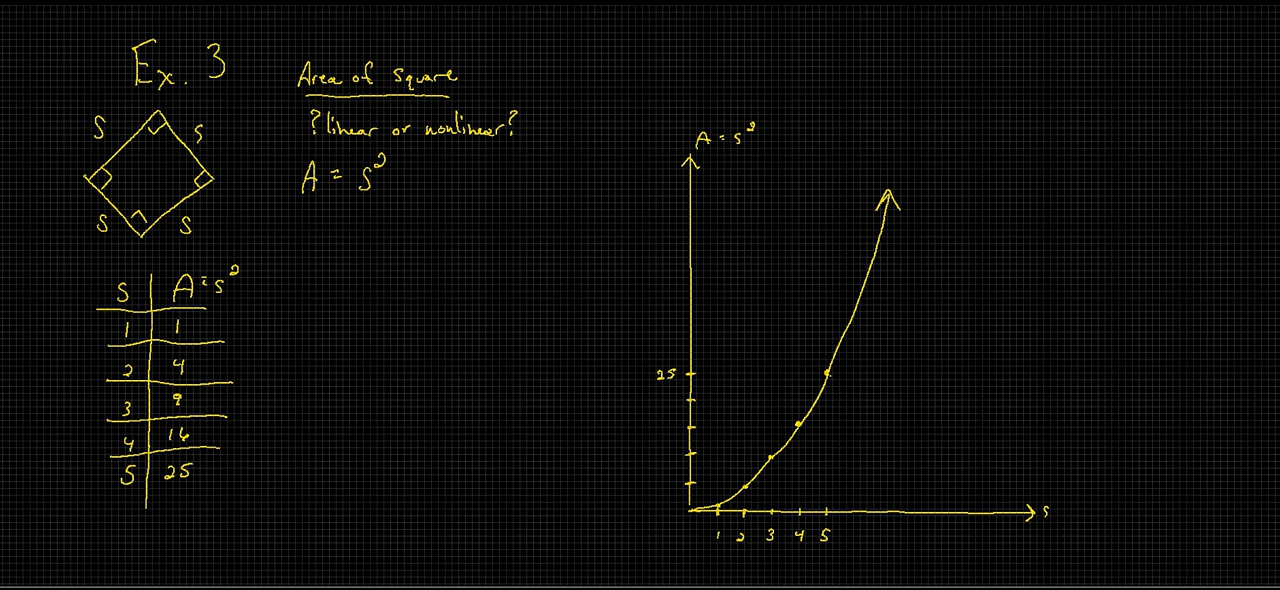 Ex. 3
Area of square
? linear or nonlinear?
A = s²
S
S
S
S
S A = s²
1 1
2 4
3 9
4 16
5 25
A = s²
25
1 2 3 4 5
s